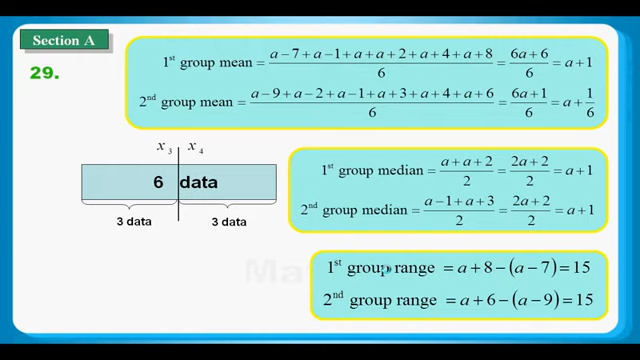 Section A
29.
1st group mean = (a − 7 + a − 1 + a + a + 2 + a + 4 + a + 8)/6 = (6a + 6)/6 = a + 1
2nd group mean = (a − 9 + a − 2 + a − 1 + a + 3 + a + 4 + a + 6)/6 = (6a + 1)/6 = a + 1/6
x₃ x₄
6 data
3 data 3 data
1st group median = (a + a + 2)/2 = (2a + 2)/2 = a + 1
2nd group median = (a − 1 + a + 3)/2 = (2a + 2)/2 = a + 1
1st group range = a + 8 − (a − 7) = 15
2nd group range = a + 6 − (a − 9) = 15